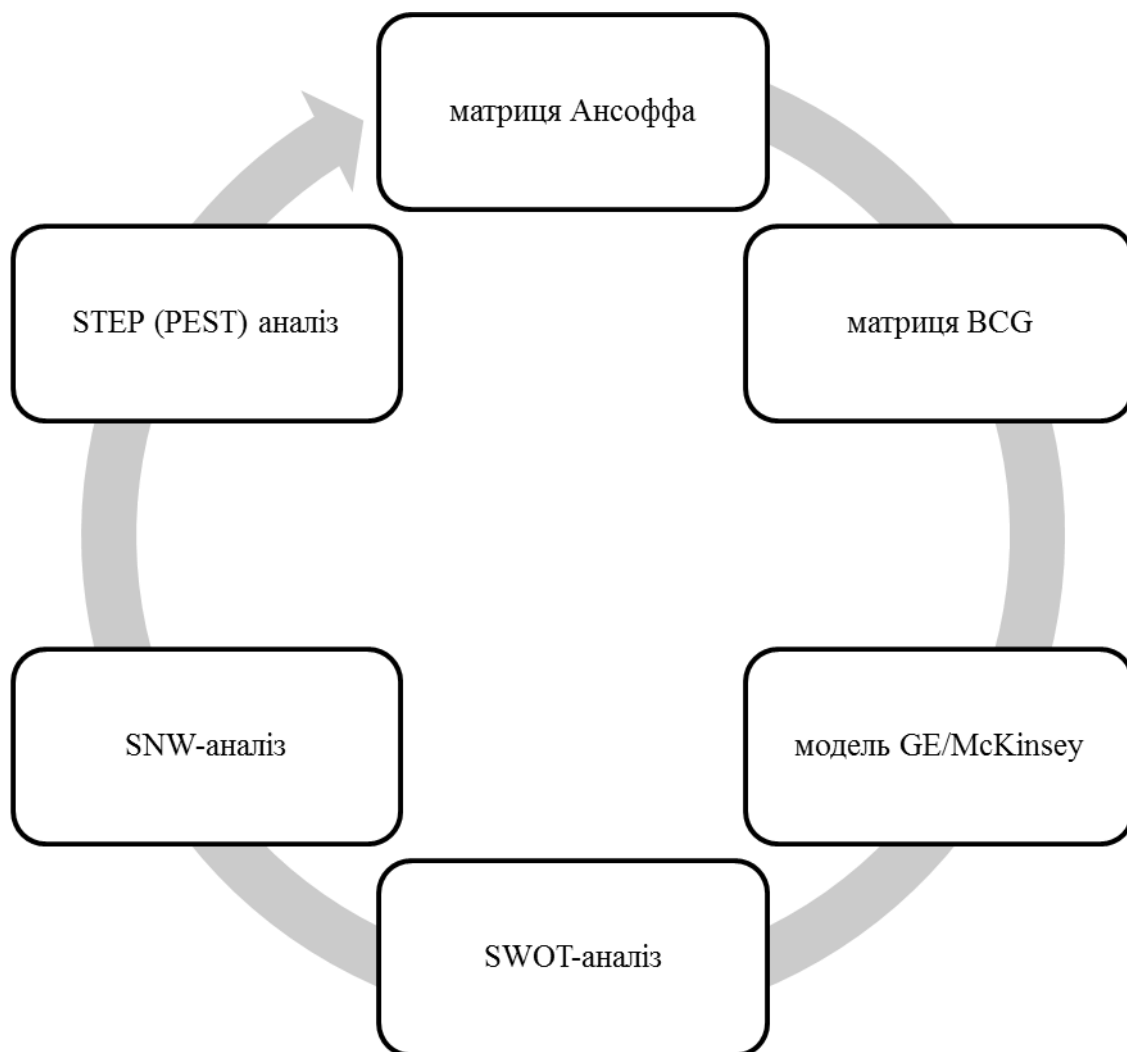 матриця Ансоффа
матриця BCG
модель GE/McKinsey
SWOT-аналіз
SNW-аналіз
STEP (PEST) аналіз